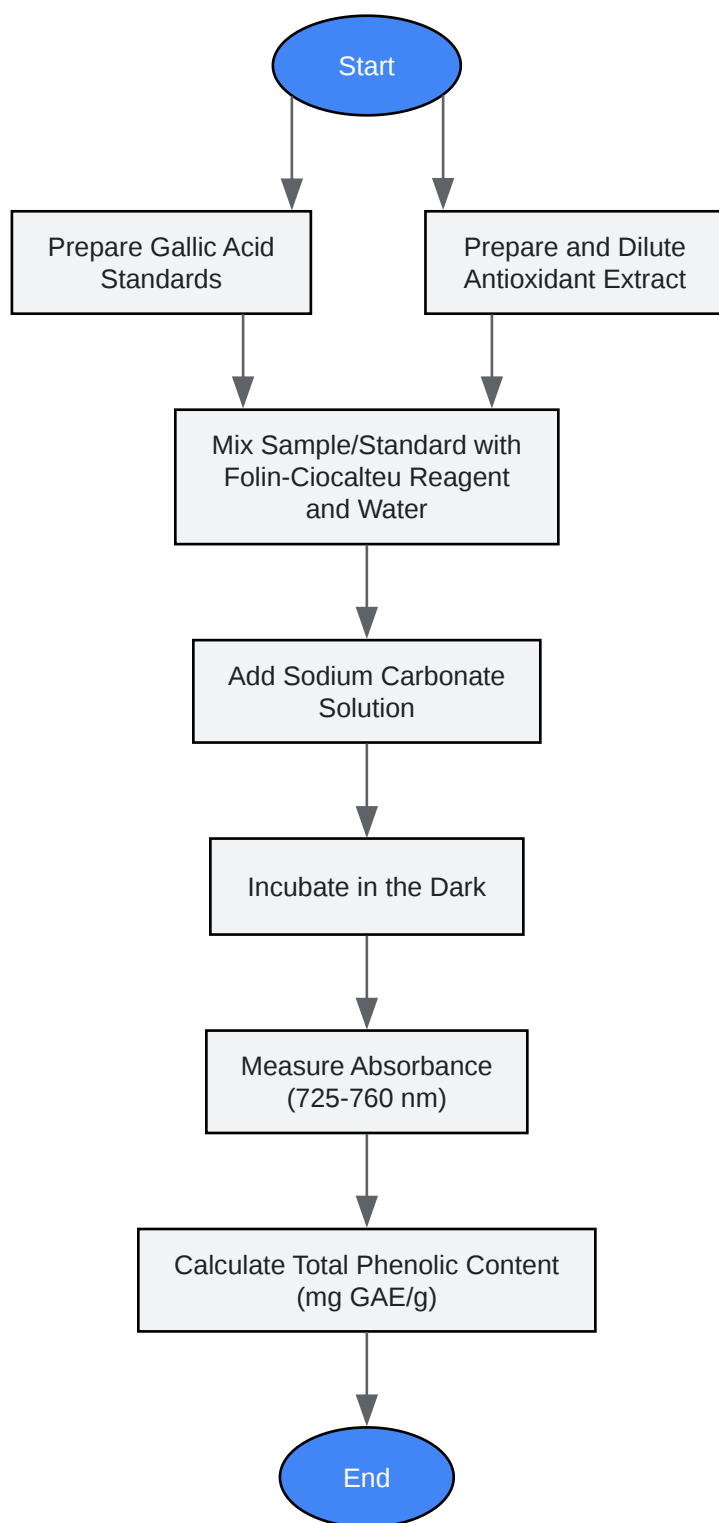 Start
Prepare Gallic Acid
Standards
Prepare and Dilute
Antioxidant Extract
Mix Sample/Standard with
Folin-Ciocalteu Reagent
and Water
Add Sodium Carbonate
Solution
Incubate in the Dark
Measure Absorbance
(725-760 nm)
Calculate Total Phenolic Content
(mg GAE/g)
End